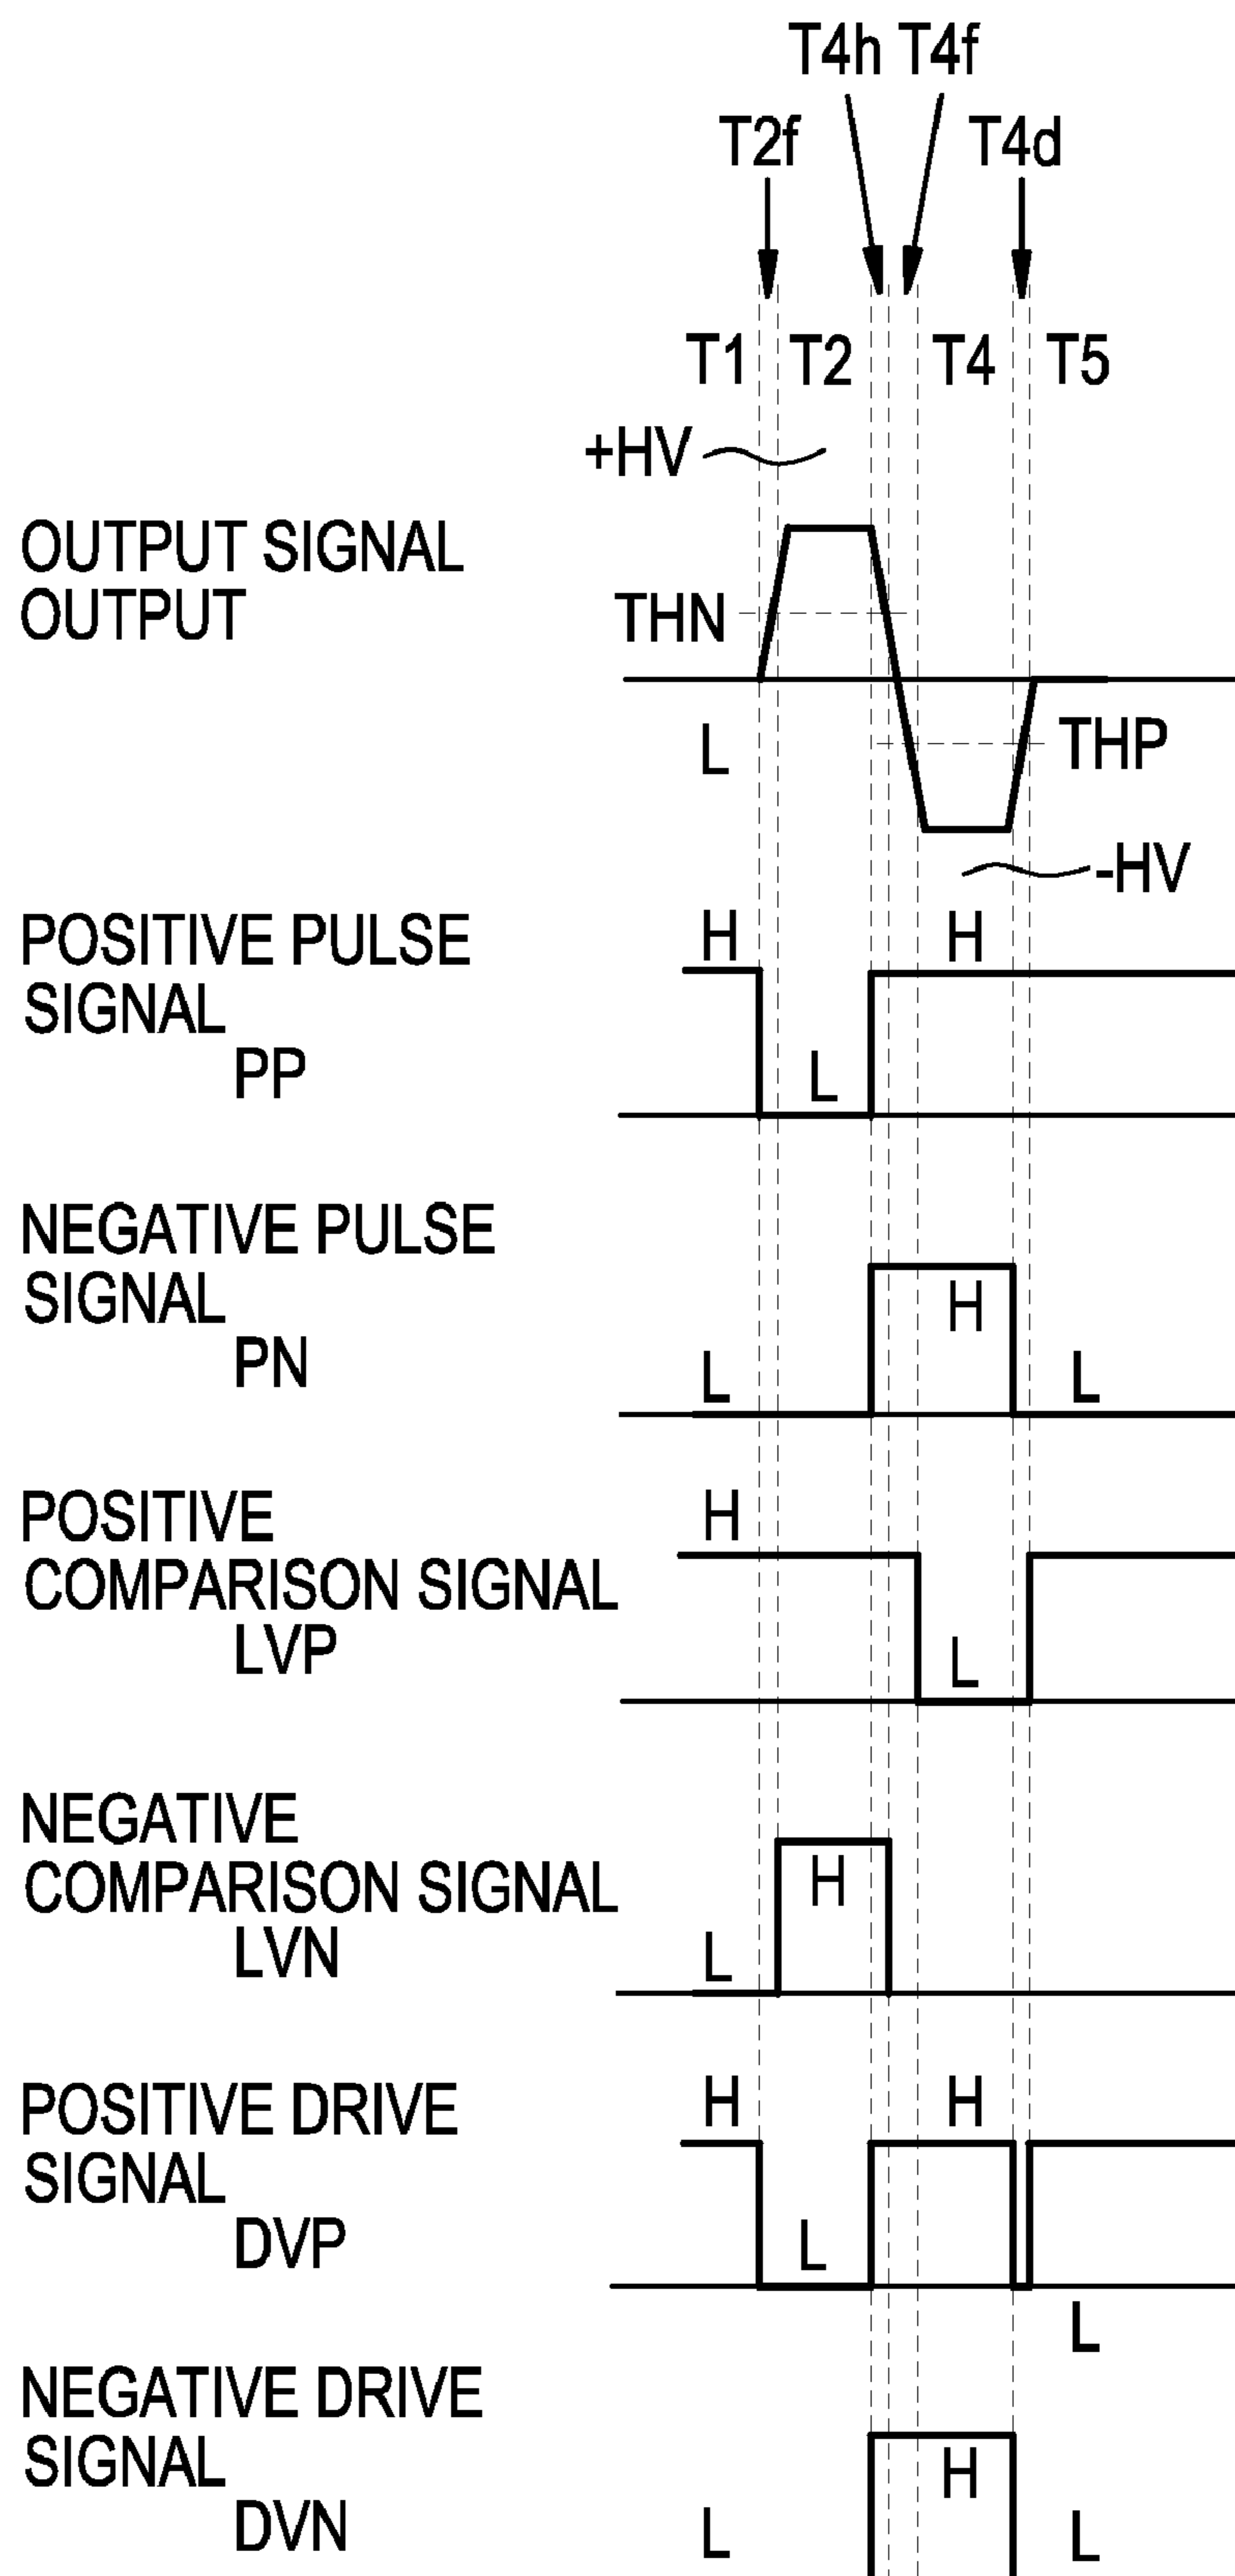 T4h T4f
T2f T4d
T1 T2 T4 T5
+HV
OUTPUT SIGNAL
OUTPUT
THN
L
THP
-HV
POSITIVE PULSE
SIGNAL
PP
H
H
L
NEGATIVE PULSE
SIGNAL
PN
H
L
L
POSITIVE
COMPARISON SIGNAL
LVP
H
L
NEGATIVE
COMPARISON SIGNAL
LVN
H
L
POSITIVE DRIVE
SIGNAL
DVP
H
H
L
L
NEGATIVE DRIVE
SIGNAL
DVN
H
L
L